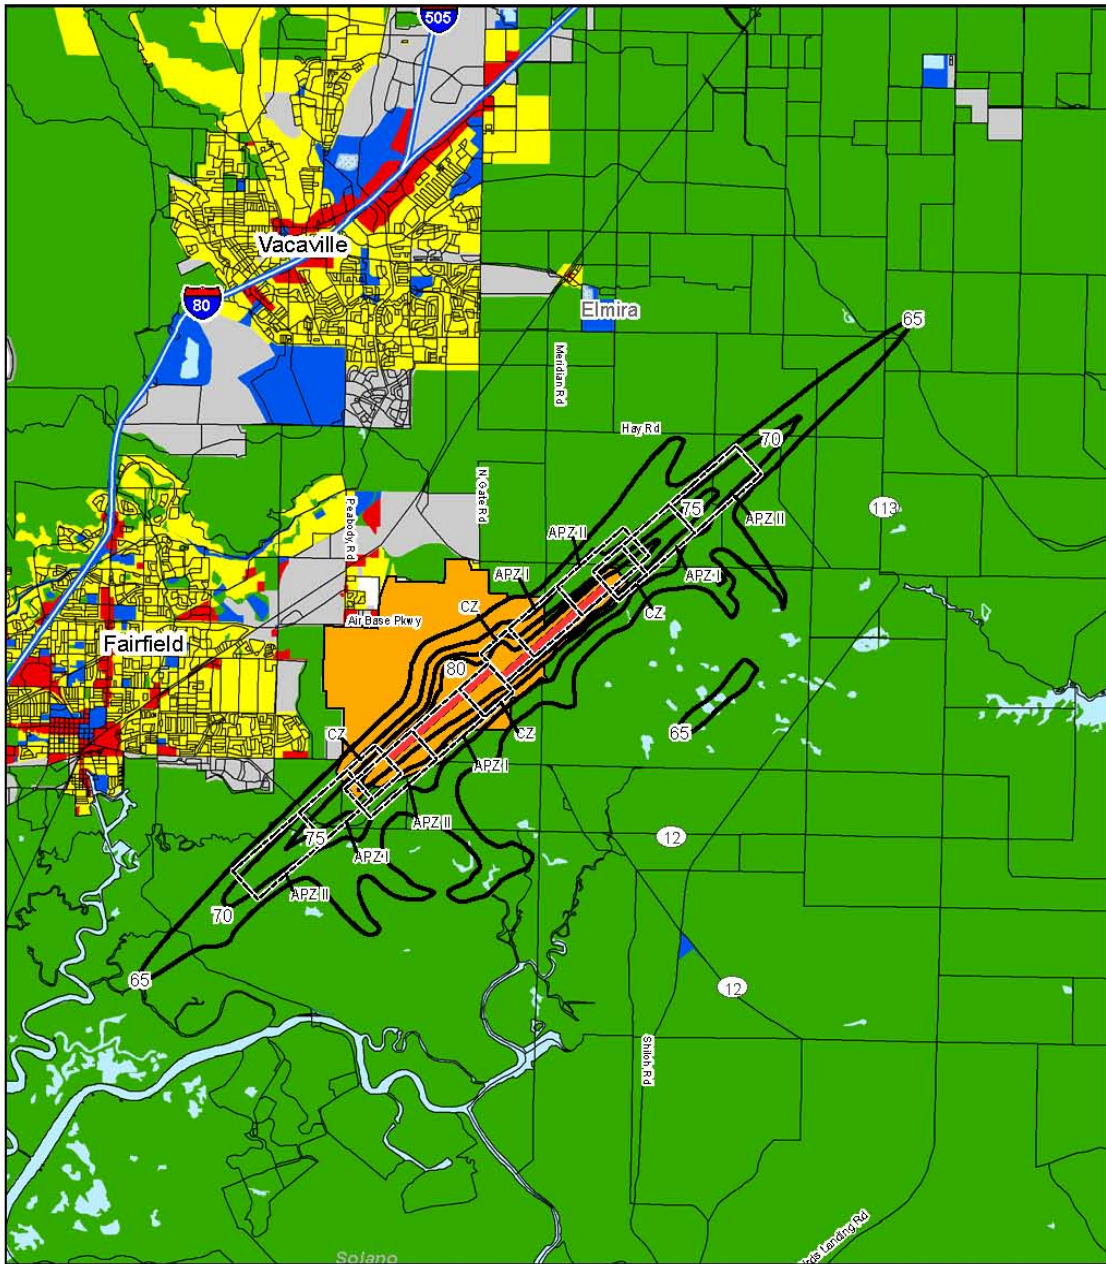 505
Vacaville
80
Elmira
65
Meridian Rd
Hay Rd
70
N Gate Rd
75
113
Peabody Rd
APZ II
APZ II
APZ I
APZ I
CZ
CZ
Air Base Pkwy
Fairfield
80
65
CZ
CZ
APZ I
APZ II
12
75
APZ I
APZ II
70
65
12
Shiloh Rd
Landing Rd
Solano